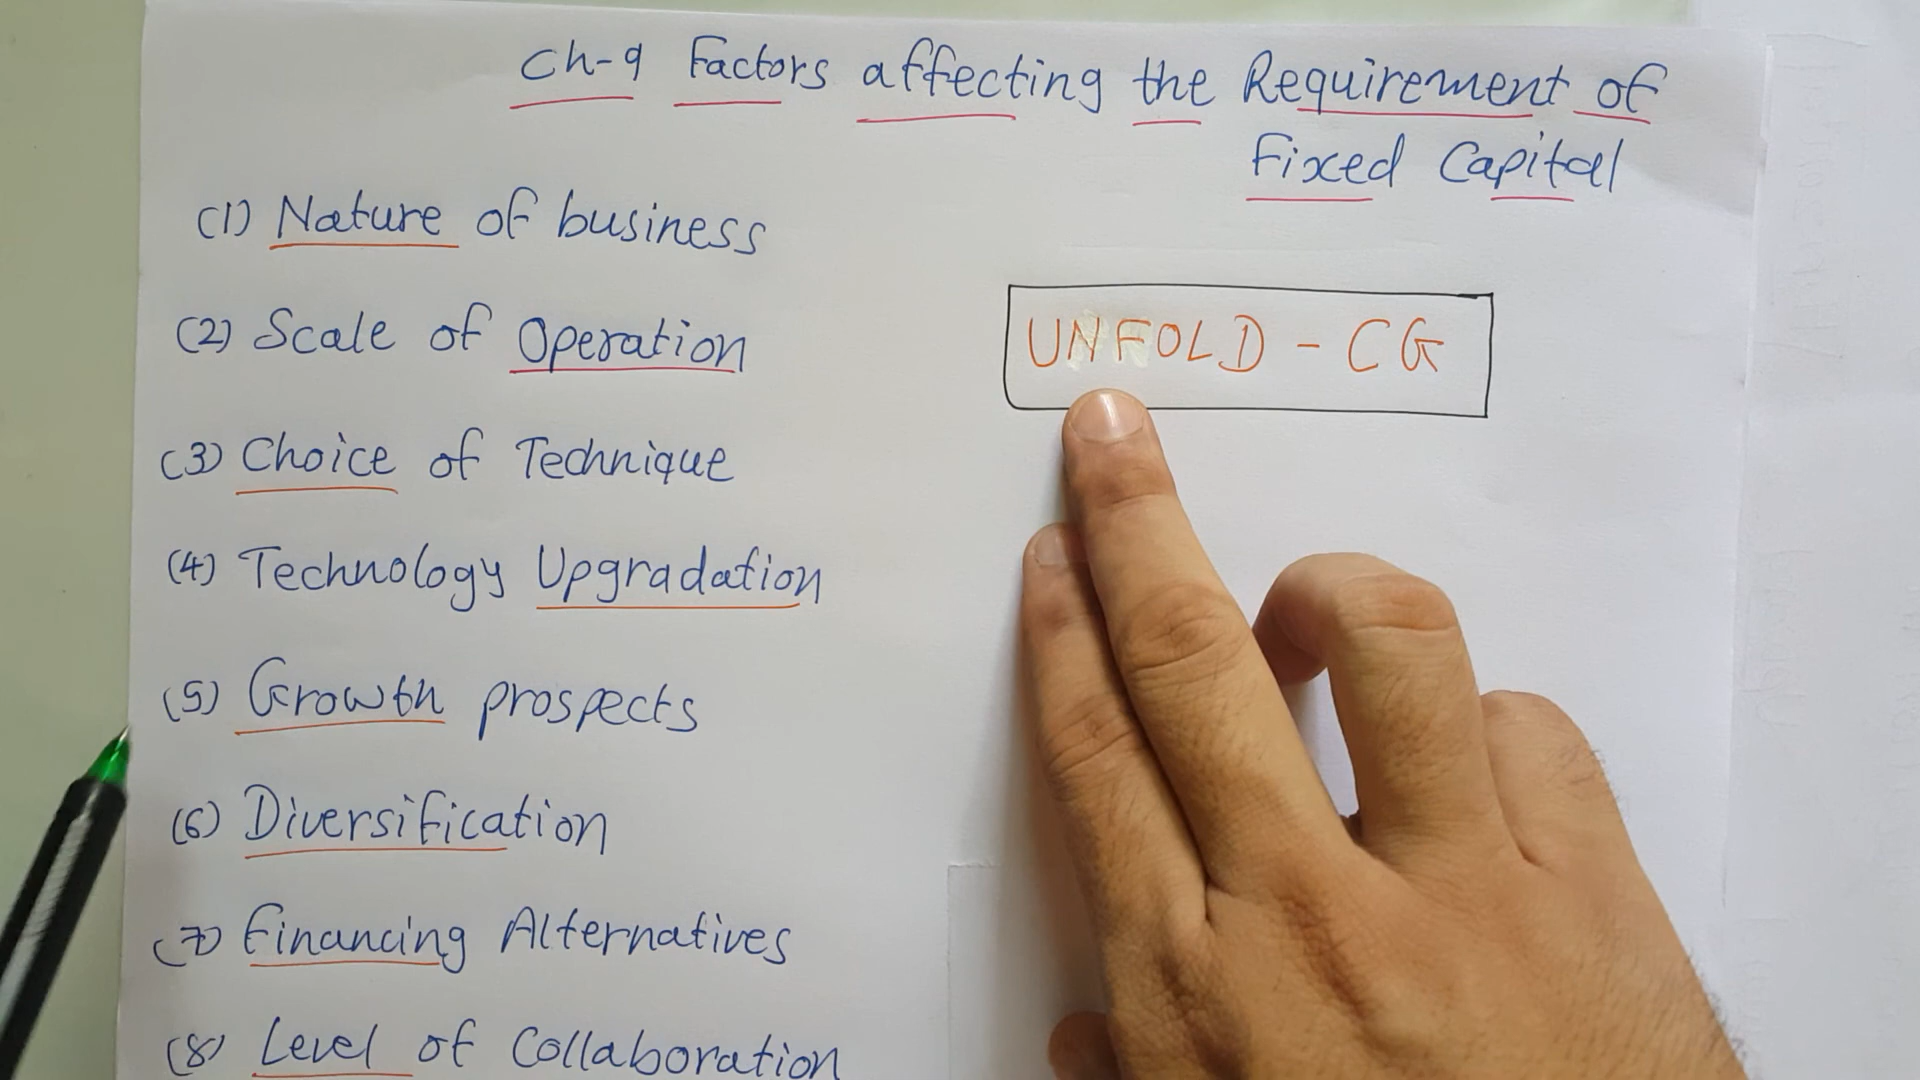 Ch-9 Factors affecting the Requirement of
Fixed Capital
(1) Nature of business
UNFOLD - CG
(2) Scale of Operation
(3) Choice of Technique
(4) Technology Upgradation
(5) Growth prospects
(6) Diversification
(7) Financing Alternatives
(8) Level of Collaboration